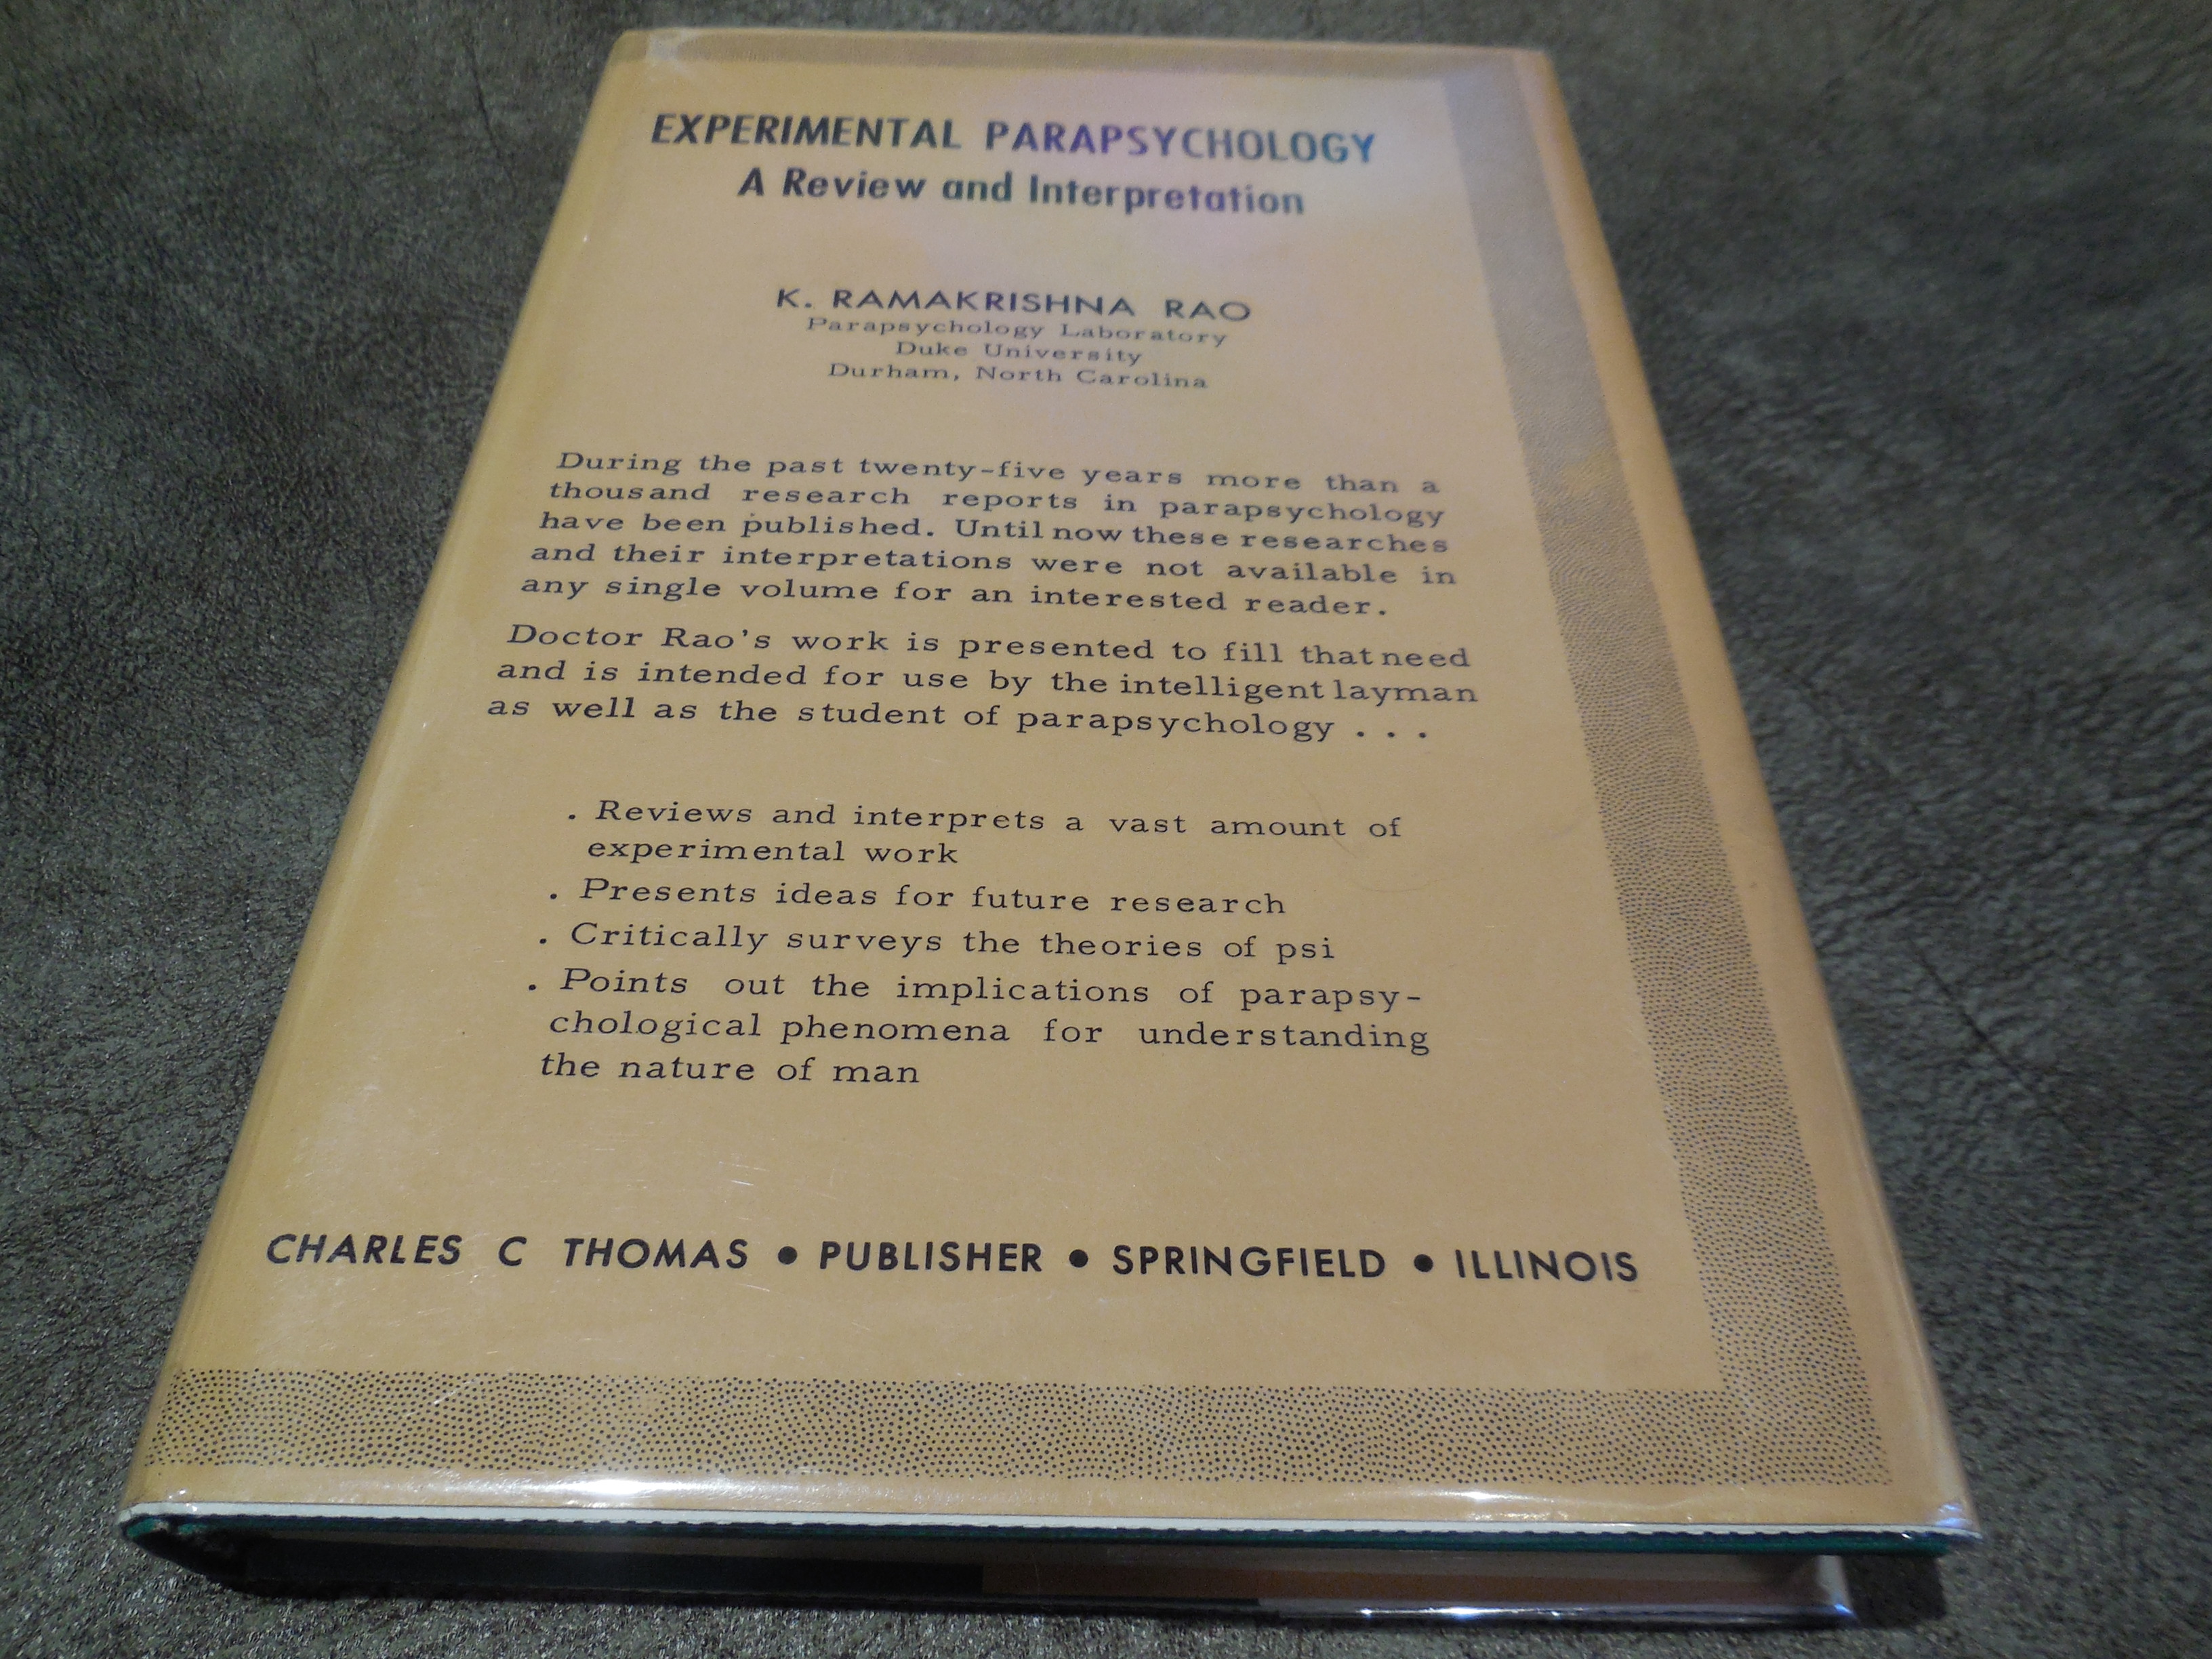 EXPERIMENTAL PARAPSYCHOLOGY
A Review and Interpretation
K. RAMAKRISHNA RAO
Parapsychology Laboratory
Duke University
Durham, North Carolina
During the past twenty-five years more than a
thousand research reports in parapsychology
have been published. Until now these researches
and their interpretations were not available in
any single volume for an interested reader.
Doctor Rao's work is presented to fill that need
and is intended for use by the intelligent layman
as well as the student of parapsychology . . .
. Reviews and interprets a vast amount of
experimental work
. Presents ideas for future research
. Critically surveys the theories of psi
. Points out the implications of parapsy-
chological phenomena for understanding
the nature of man
CHARLES C THOMAS • PUBLISHER • SPRINGFIELD • ILLINOIS